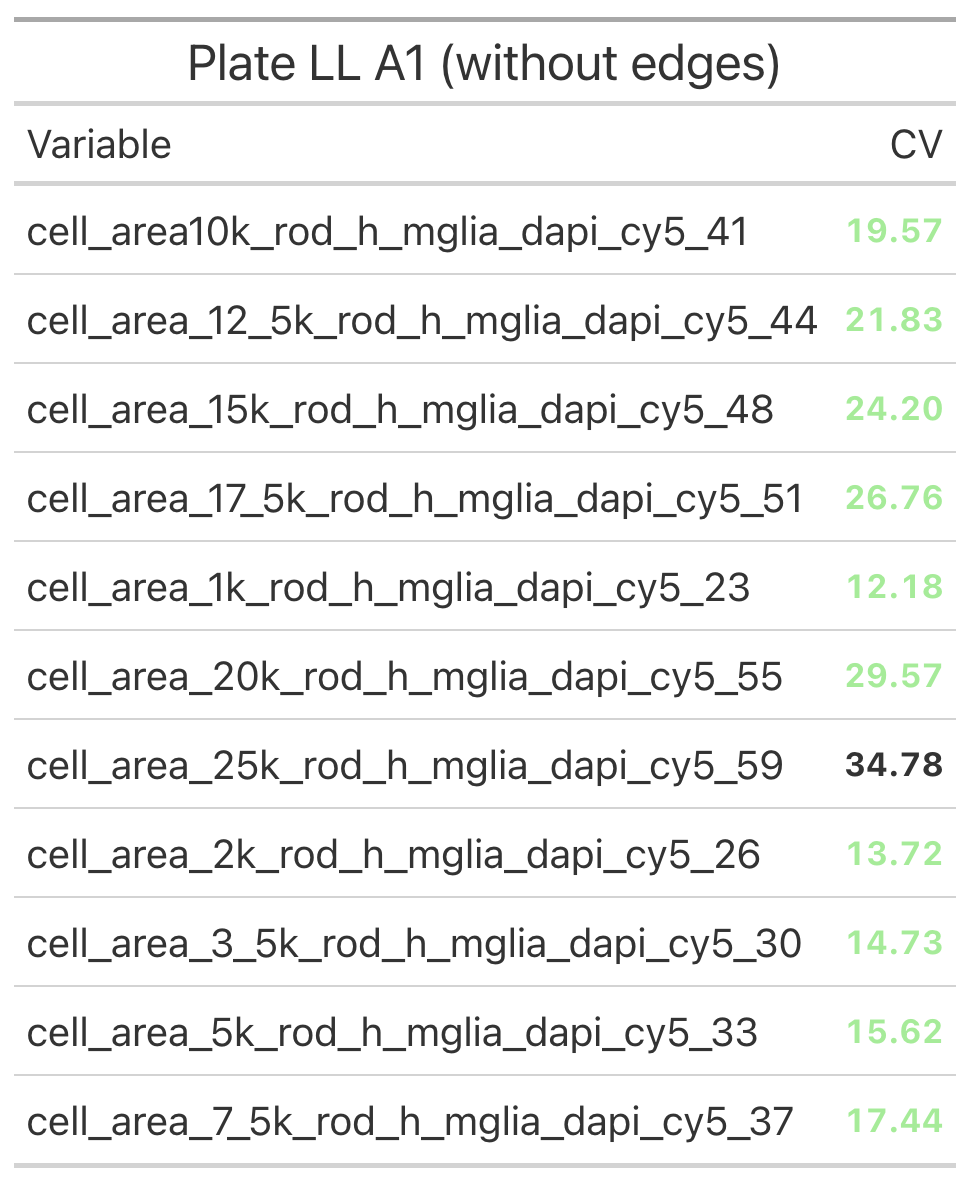 Plate LL A1 (without edges)
Variable CV
cell_area10k_rod_h_mglia_dapi_cy5_41 19.57
cell_area_12_5k_rod_h_mglia_dapi_cy5_44 21.83
cell_area_15k_rod_h_mglia_dapi_cy5_48 24.20
cell_area_17_5k_rod_h_mglia_dapi_cy5_51 26.76
cell_area_1k_rod_h_mglia_dapi_cy5_23 12.18
cell_area_20k_rod_h_mglia_dapi_cy5_55 29.57
cell_area_25k_rod_h_mglia_dapi_cy5_59 34.78
cell_area_2k_rod_h_mglia_dapi_cy5_26 13.72
cell_area_3_5k_rod_h_mglia_dapi_cy5_30 14.73
cell_area_5k_rod_h_mglia_dapi_cy5_33 15.62
cell_area_7_5k_rod_h_mglia_dapi_cy5_37 17.44